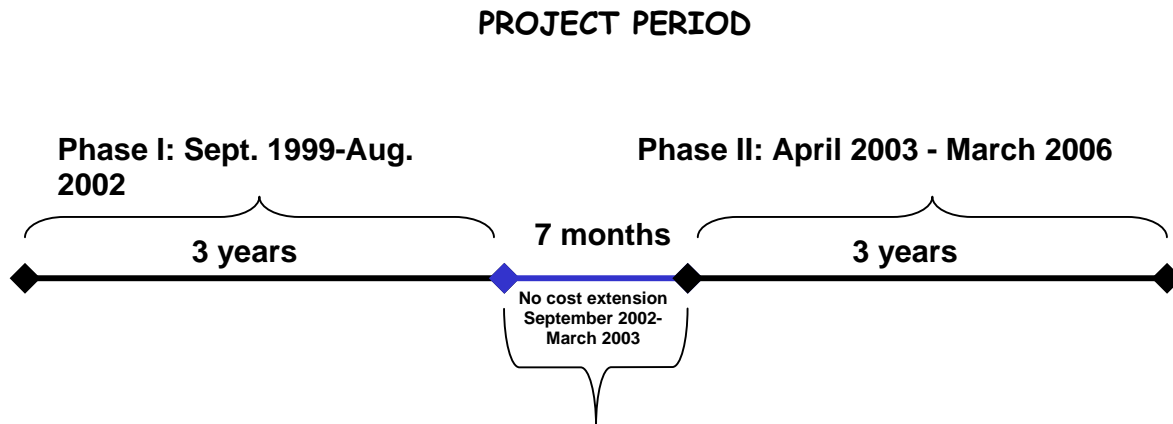 PROJECT PERIOD
Phase I: Sept. 1999-Aug.
2002
Phase II: April 2003 - March 2006
3 years
7 months
3 years
No cost extension
September 2002-
March 2003